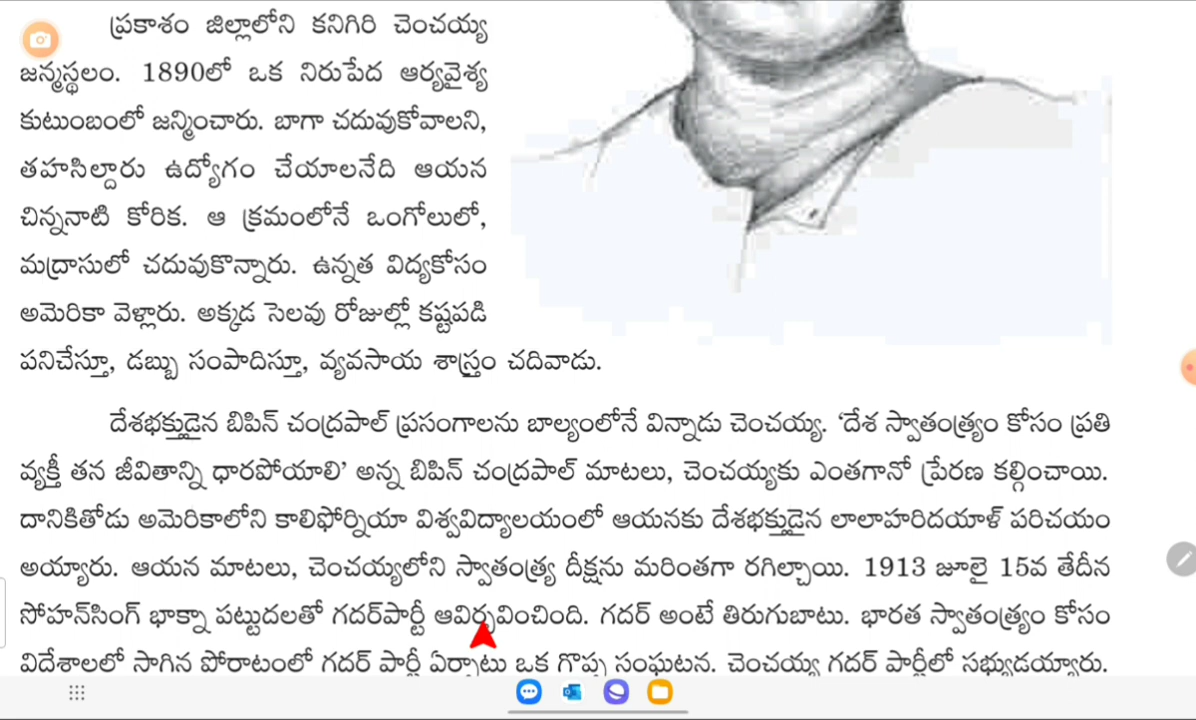 ప్రకాశం జిల్లాలోని కనిగిరి చెంచయ్య
జన్మస్థలం. 1890లో ఒక నిరుపేద ఆర్యవైశ్య
కుటుంబంలో జన్మించారు. బాగా చదువుకోవాలని,
తహసిల్దారు ఉద్యోగం చేయాలనేది ఆయన
చిన్ననాటి కోరిక. ఆ క్రమంలోనే ఒంగోలులో,
మద్రాసులో చదువుకొన్నారు. ఉన్నత విద్యకోసం
అమెరికా వెళ్లారు. అక్కడ సెలవు రోజుల్లో కష్టపడి
పనిచేస్తూ, డబ్బు సంపాదిస్తూ, వ్యవసాయ శాస్త్రం చదివాడు.
దేశభక్తుడైన బిపిన్ చంద్రపాల్ ప్రసంగాలను బాల్యంలోనే విన్నాడు చెంచయ్య. ‘దేశ స్వాతంత్ర్యం కోసం ప్రతి
వ్యక్తీ తన జీవితాన్ని ధారపోయాలి’ అన్న బిపిన్ చంద్రపాల్ మాటలు, చెంచయ్యకు ఎంతగానో ప్రేరణ కల్గించాయి.
దానికితోడు అమెరికాలోని కాలిఫోర్నియా విశ్వవిద్యాలయంలో ఆయనకు దేశభక్తుడైన లాలాహరిదయాళ్ పరిచయం
అయ్యారు. ఆయన మాటలు, చెంచయ్యలోని స్వాతంత్ర్య దీక్షను మరింతగా రగిల్చాయి. 1913 జూలై 15వ తేదీన
సోహన్‌సింగ్ భాక్నా పట్టుదలతో గదర్‌పార్టీ ఆవిర్భవించింది. గదర్ అంటే తిరుగుబాటు. భారత స్వాతంత్ర్యం కోసం
విదేశాలలో సాగిన పోరాటంలో గదర్ పార్టీ ఏర్పాటు ఒక గొప్ప సంఘటన. చెంచయ్య గదర్ పార్టీలో సభ్యుడయ్యారు.